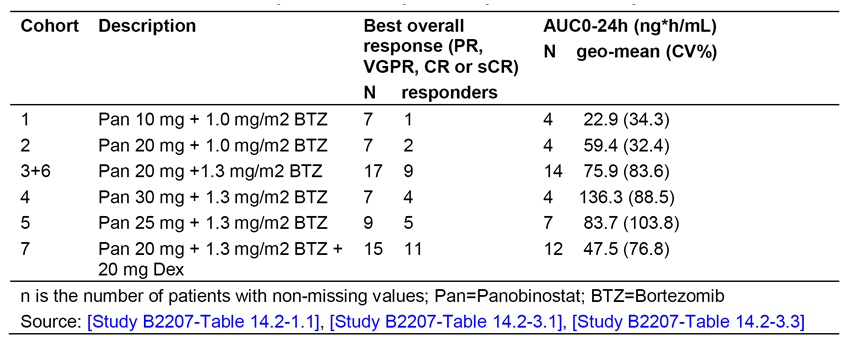 Cohort Description Best overall response (PR, VGPR, CR or sCR) AUC0-24h (ng*h/mL)
N responders N geo-mean (CV%)
1 Pan 10 mg + 1.0 mg/m2 BTZ 7 1 4 22.9 (34.3)
2 Pan 20 mg + 1.0 mg/m2 BTZ 7 2 4 59.4 (32.4)
3+6 Pan 20 mg +1.3 mg/m2 BTZ 17 9 14 75.9 (83.6)
4 Pan 30 mg + 1.3 mg/m2 BTZ 7 4 4 136.3 (88.5)
5 Pan 25 mg + 1.3 mg/m2 BTZ 9 5 7 83.7 (103.8)
7 Pan 20 mg + 1.3 mg/m2 BTZ + 15 11 12 47.5 (76.8)
20 mg Dex
n is the number of patients with non-missing values; Pan=Panobinostat; BTZ=Bortezomib
Source: [Study B2207-Table 14.2-1.1], [Study B2207-Table 14.2-3.1], [Study B2207-Table 14.2-3.3]